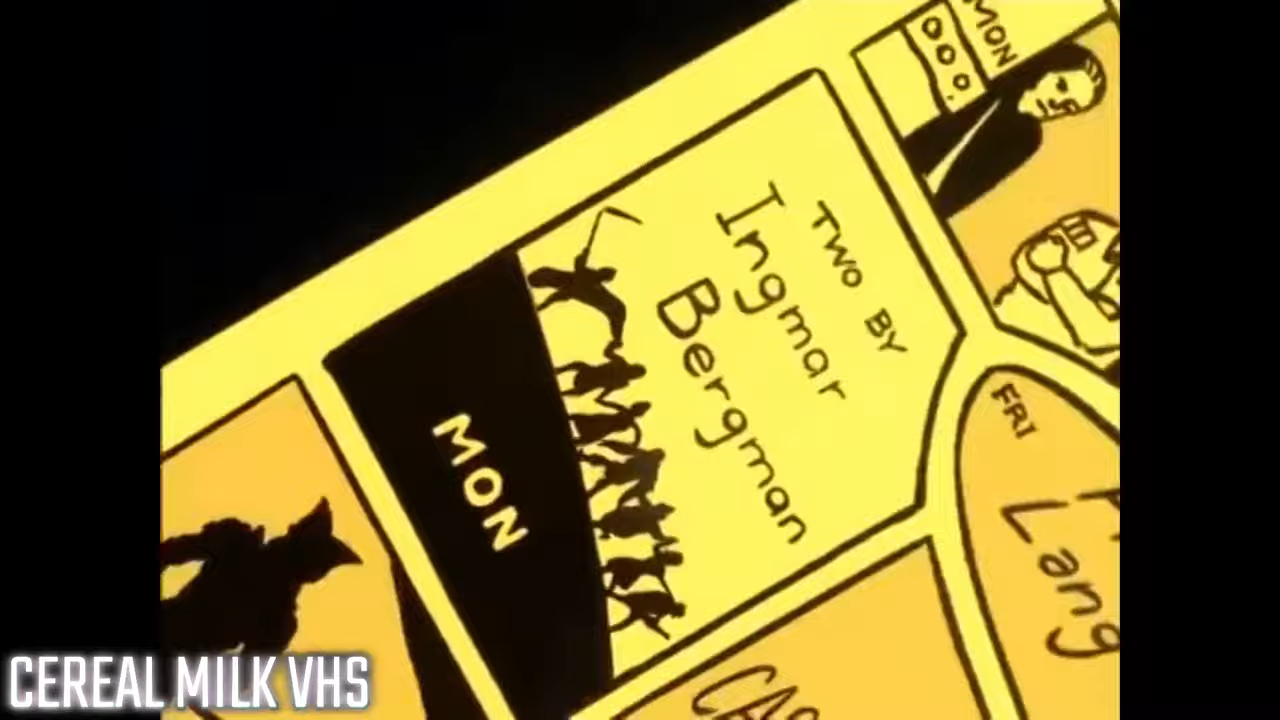 MON
TWO BY
Ingmar
Bergman
MON
FRI
Lang
CEREAL MILK VHS